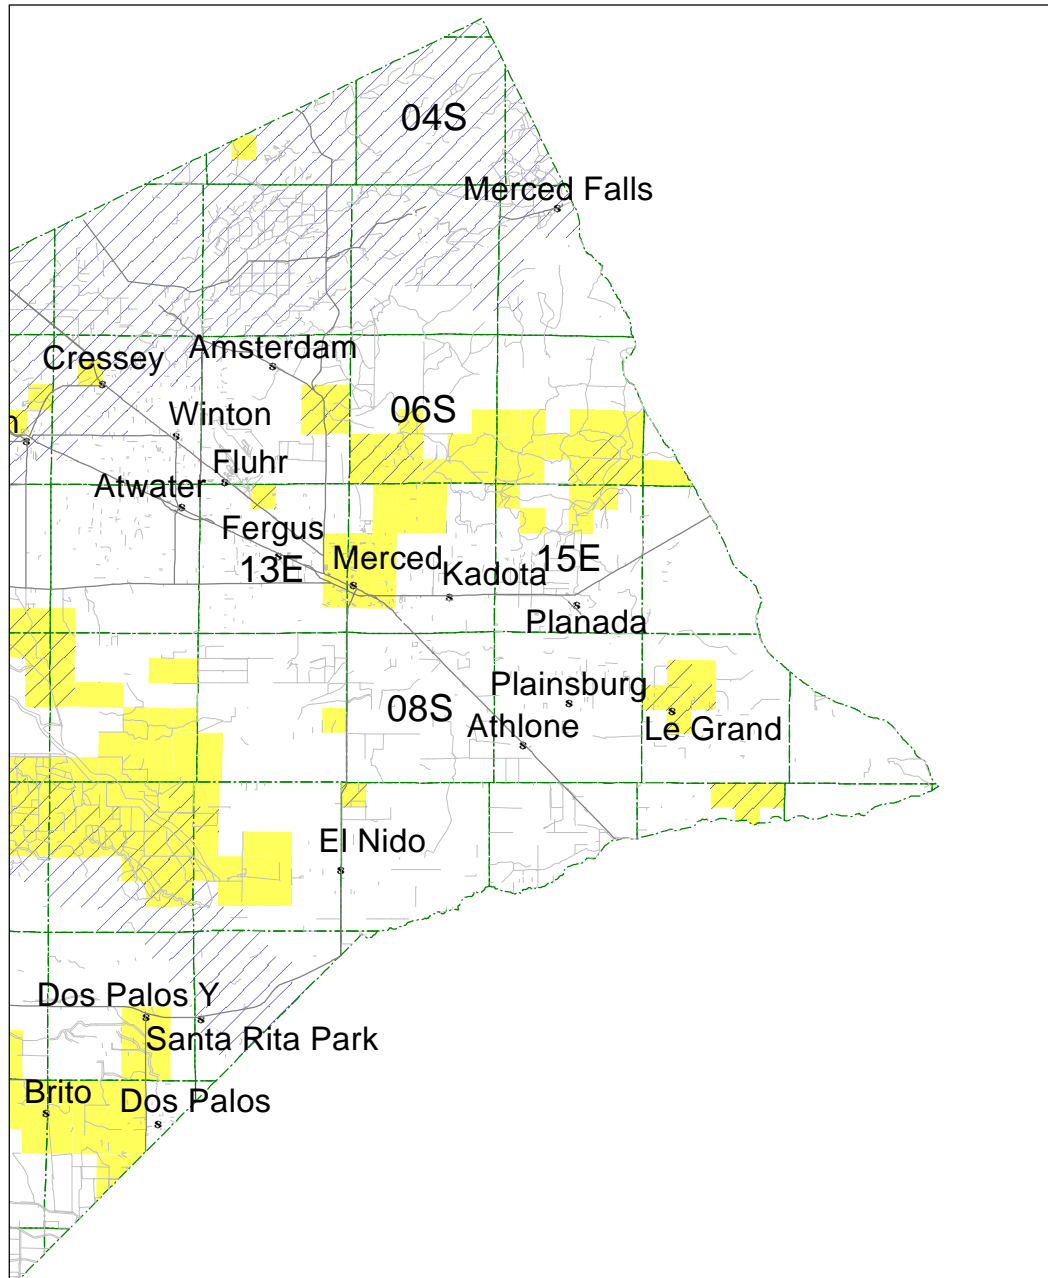 04S
Merced Falls
Amsterdam
Cressey
06S
Winton
n
Fluhr
Atwater
Fergus
Merced
15E
13E
Kadota
Planada
Plainsburg
08S
Athlone
Le Grand
El Nido
Dos Palos Y
Santa Rita Park
Brito
Dos Palos